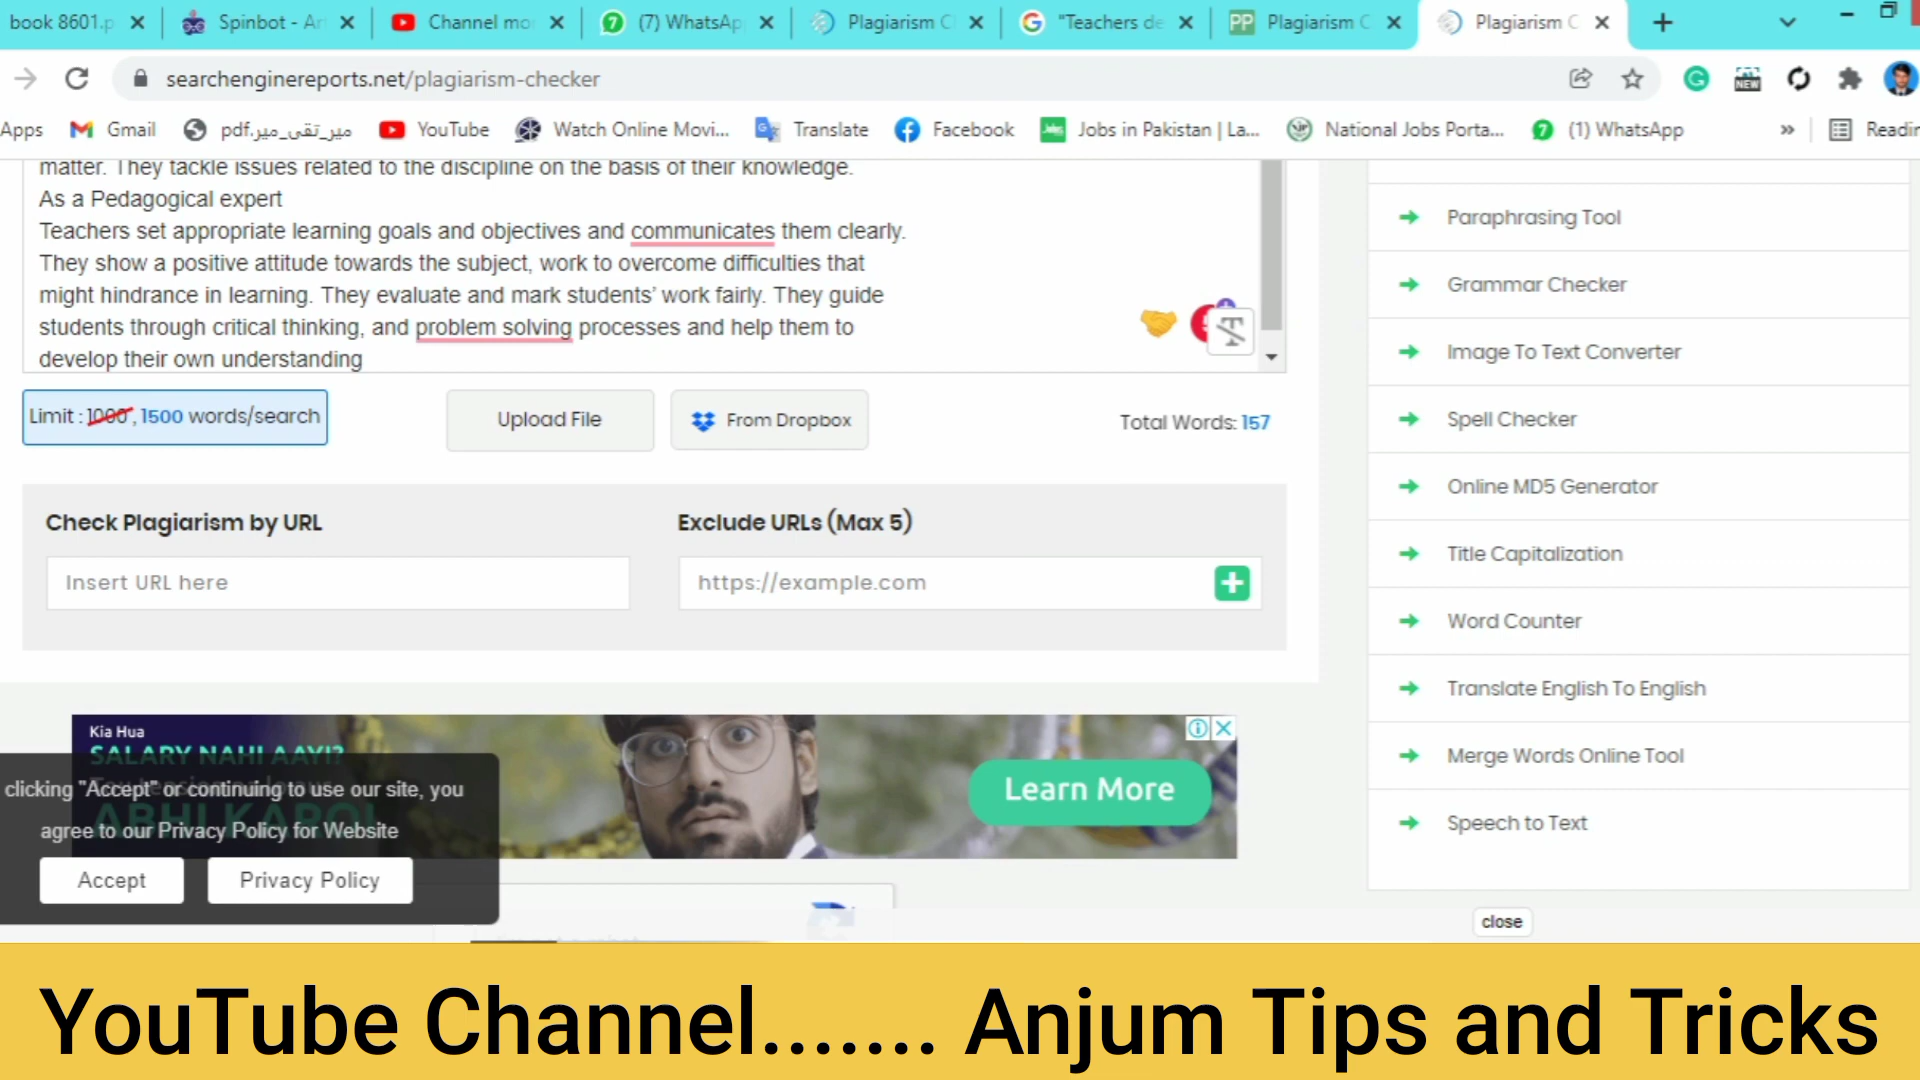 book 8601.p
Spinbot - Ar
Channel mo
(7) WhatsAp
Plagiarism C
"Teachers de
Plagiarism C
Plagiarism C
searchenginereports.net/plagiarism-checker
Apps
Gmail
میر_تقی_میر.pdf
YouTube
Watch Online Movi...
Translate
Facebook
Jobs in Pakistan | La...
National Jobs Porta...
(1) WhatsApp
»
Readin
matter. They tackle issues related to the discipline on the basis of their knowledge.
As a Pedagogical expert
Teachers set appropriate learning goals and objectives and communicates them clearly.
They show a positive attitude towards the subject, work to overcome difficulties that
might hindrance in learning. They evaluate and mark students' work fairly. They guide
students through critical thinking, and problem solving processes and help them to
develop their own understanding
Limit : 1000, 1500 words/search
Upload File
From Dropbox
Total Words: 157
Check Plagiarism by URL
Exclude URLs (Max 5)
Insert URL here
https://example.com
Paraphrasing Tool
Grammar Checker
Image To Text Converter
Spell Checker
Online MD5 Generator
Title Capitalization
Word Counter
Translate English To English
Merge Words Online Tool
Speech to Text
Kia Hua
SALARY NAHI AAYI?
ABHI KARO!
Learn More
clicking "Accept" or continuing to use our site, you
agree to our Privacy Policy for Website
Accept
Privacy Policy
close
YouTube Channel....... Anjum Tips and Tricks